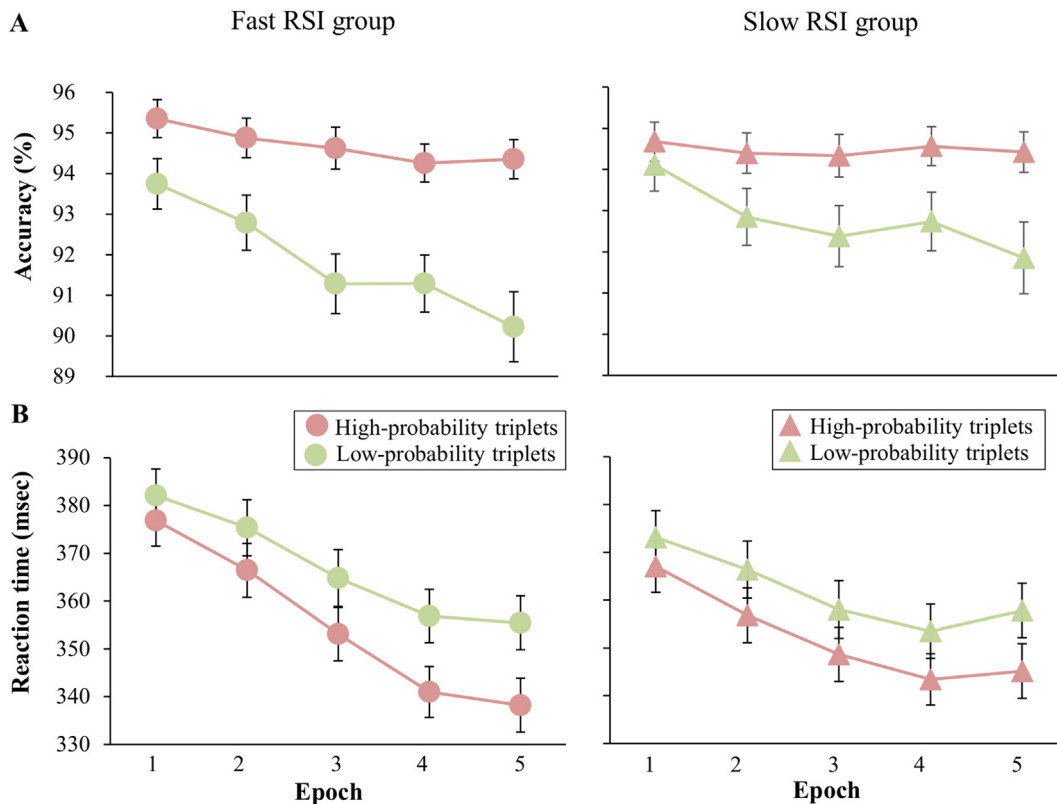 A
Fast RSI group
Slow RSI group
Accuracy (%)
96
95
94
93
92
91
90
89
B
High-probability triplets
Low-probability triplets
High-probability triplets
Low-probability triplets
Reaction time (msec)
390
380
370
360
350
340
330
1 2 3 4 5
Epoch
1 2 3 4 5
Epoch